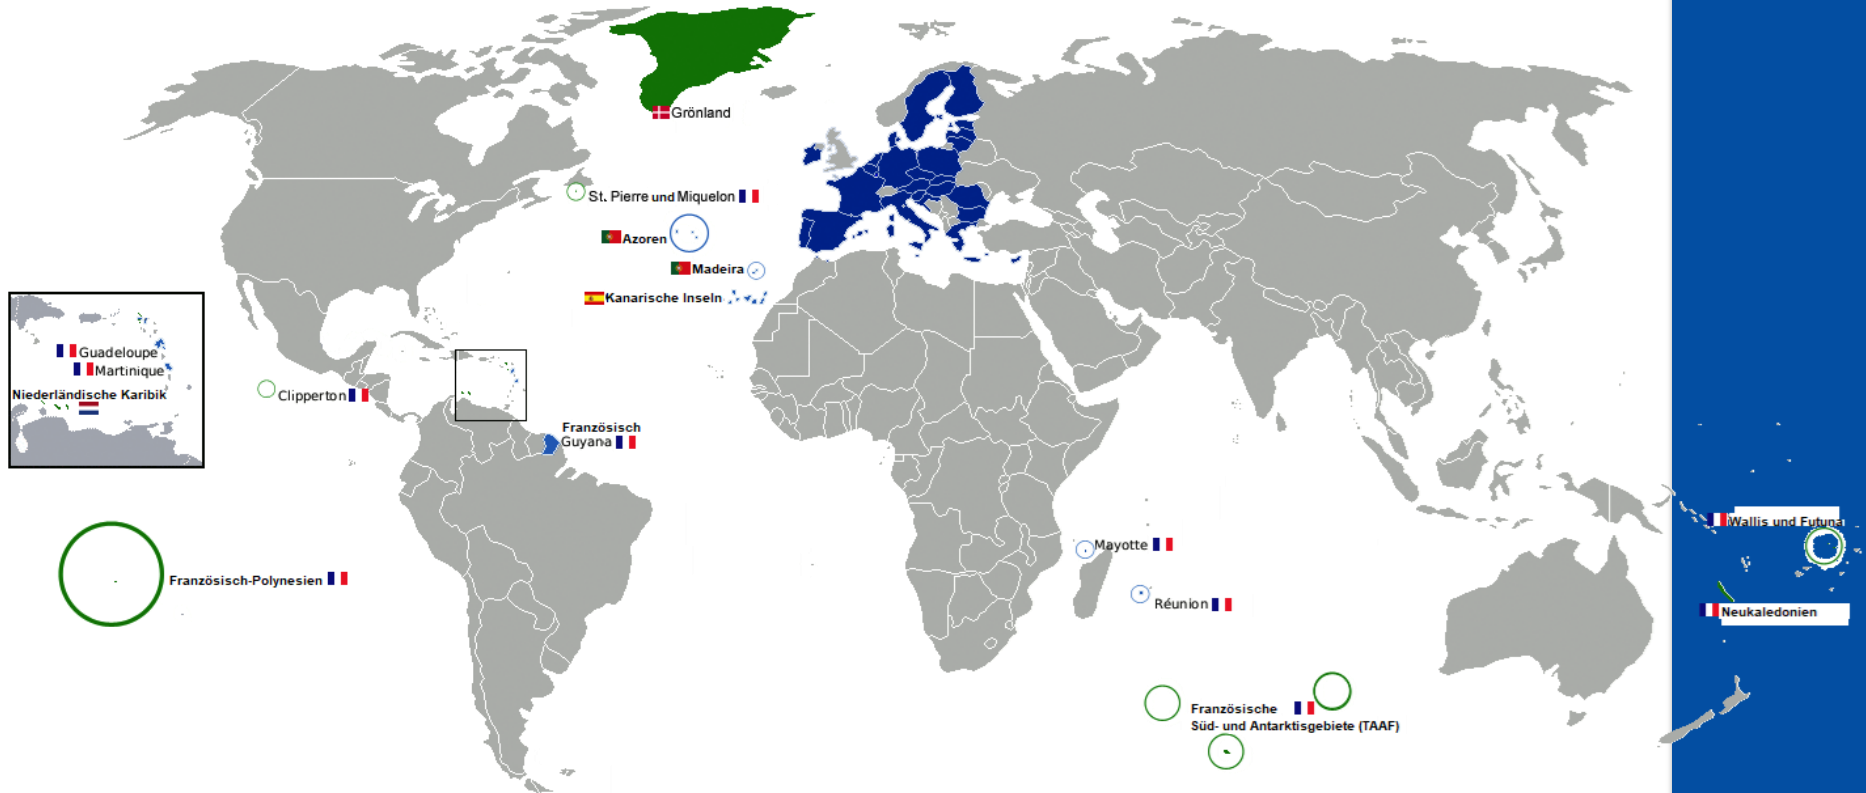 Grönland
St. Pierre und Miquelon
Azoren
Madeira
Kanarische Inseln
Guadeloupe
Martinique
Niederländische Karibik
Clipperton
Französisch
Guyana
Wallis und Futuna
Mayotte
Französisch-Polynesien
Réunion
Neukaledonien
Französische
Süd- und Antarktisgebiete (TAAF)